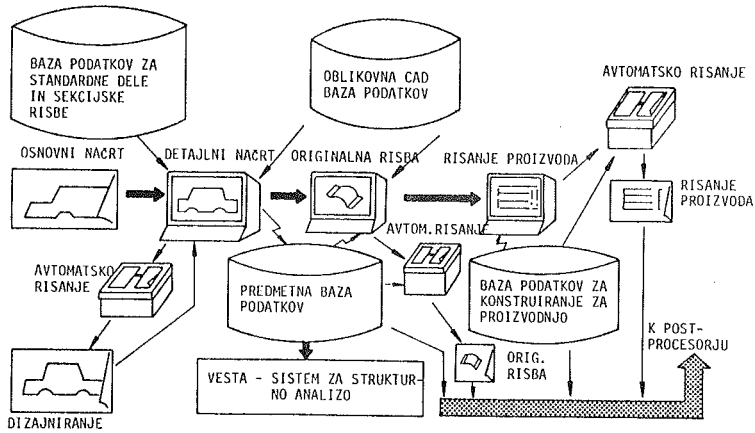 BAZA PODATKOV ZA
STANDARDNE DELE
IN SEKCIJSKE
RISBE
OBLIKOVNA CAD
BAZA PODATKOV
AVTOMATSKO RISANJE
OSNOVNI NAČRT
DETAJLNI NAČRT
ORIGINALNA RISBA
RISANJE PROIZVODA
RISANJE
PROIZVODA
AVTOM.RISANJE
AVTOMATSKO
RISANJE
PREDMETNA BAZA
PODATKOV
BAZA PODATKOV ZA
KONSTRUIRANJE ZA
PROIZVODNJO
K POST-
PROCESORJU
ORIG.
RISBA
VESTA - SISTEM ZA STRUKTUR-
NO ANALIZO
DIZAJNIRANJE